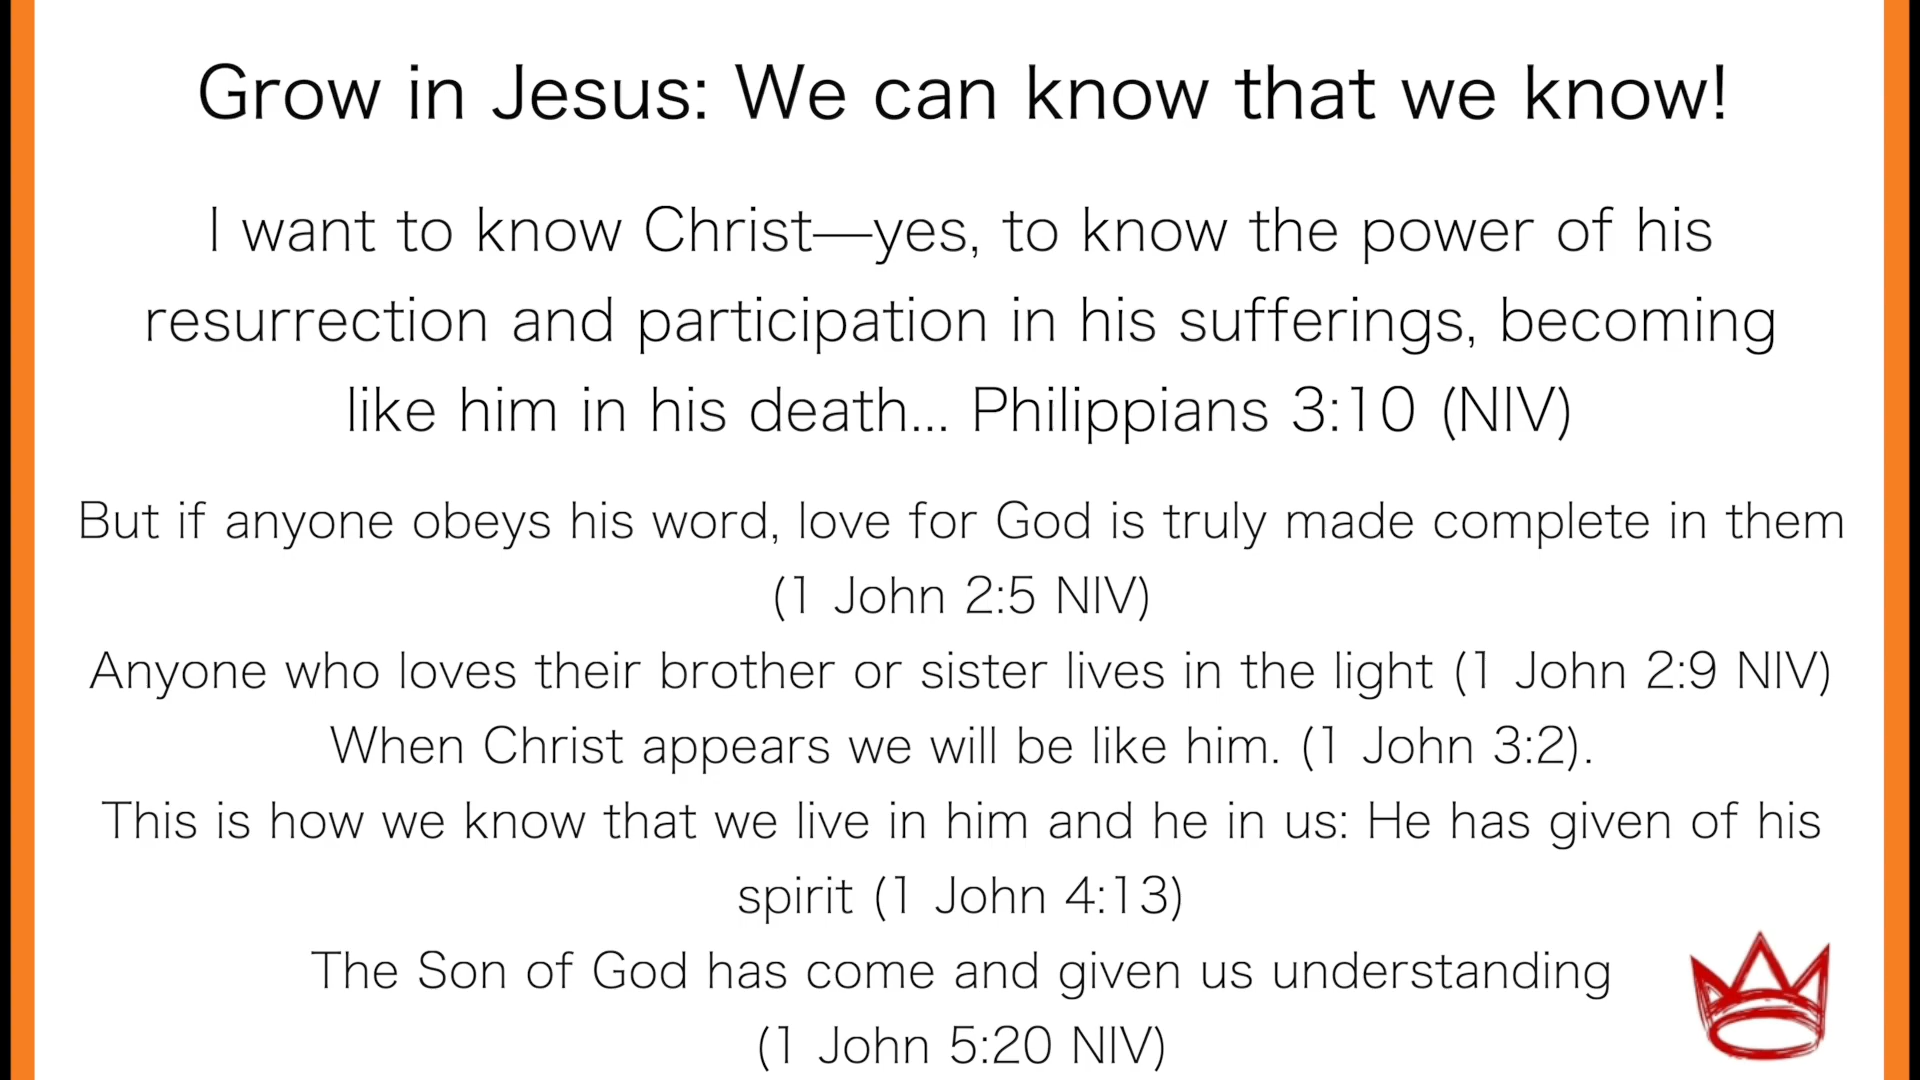 Grow in Jesus: We can know that we know!
I want to know Christ—yes, to know the power of his
resurrection and participation in his sufferings, becoming
like him in his death... Philippians 3:10 (NIV)
But if anyone obeys his word, love for God is truly made complete in them
(1 John 2:5 NIV)
Anyone who loves their brother or sister lives in the light (1 John 2:9 NIV)
When Christ appears we will be like him. (1 John 3:2).
This is how we know that we live in him and he in us: He has given of his
spirit (1 John 4:13)
The Son of God has come and given us understanding
(1 John 5:20 NIV)